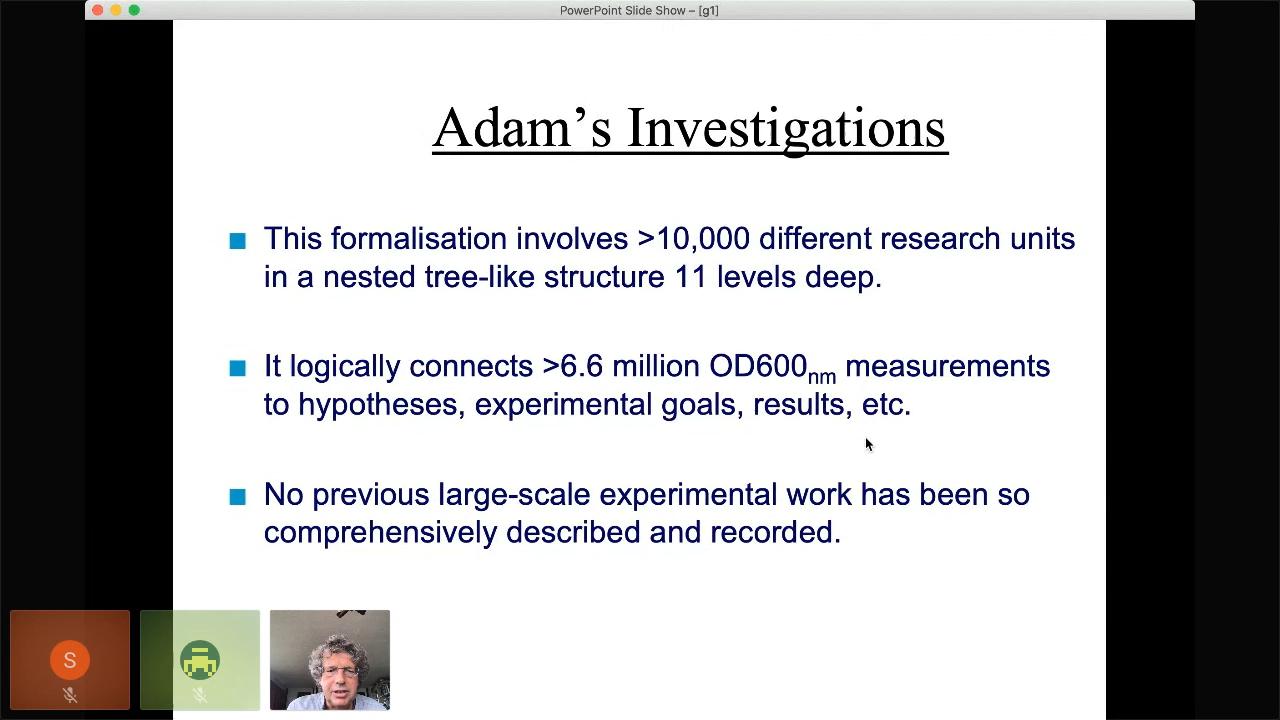 PowerPoint Slide Show – [g1]
Adam’s Investigations
This formalisation involves >10,000 different research units
in a nested tree-like structure 11 levels deep.
It logically connects >6.6 million OD600nm measurements
to hypotheses, experimental goals, results, etc.
No previous large-scale experimental work has been so
comprehensively described and recorded.
S